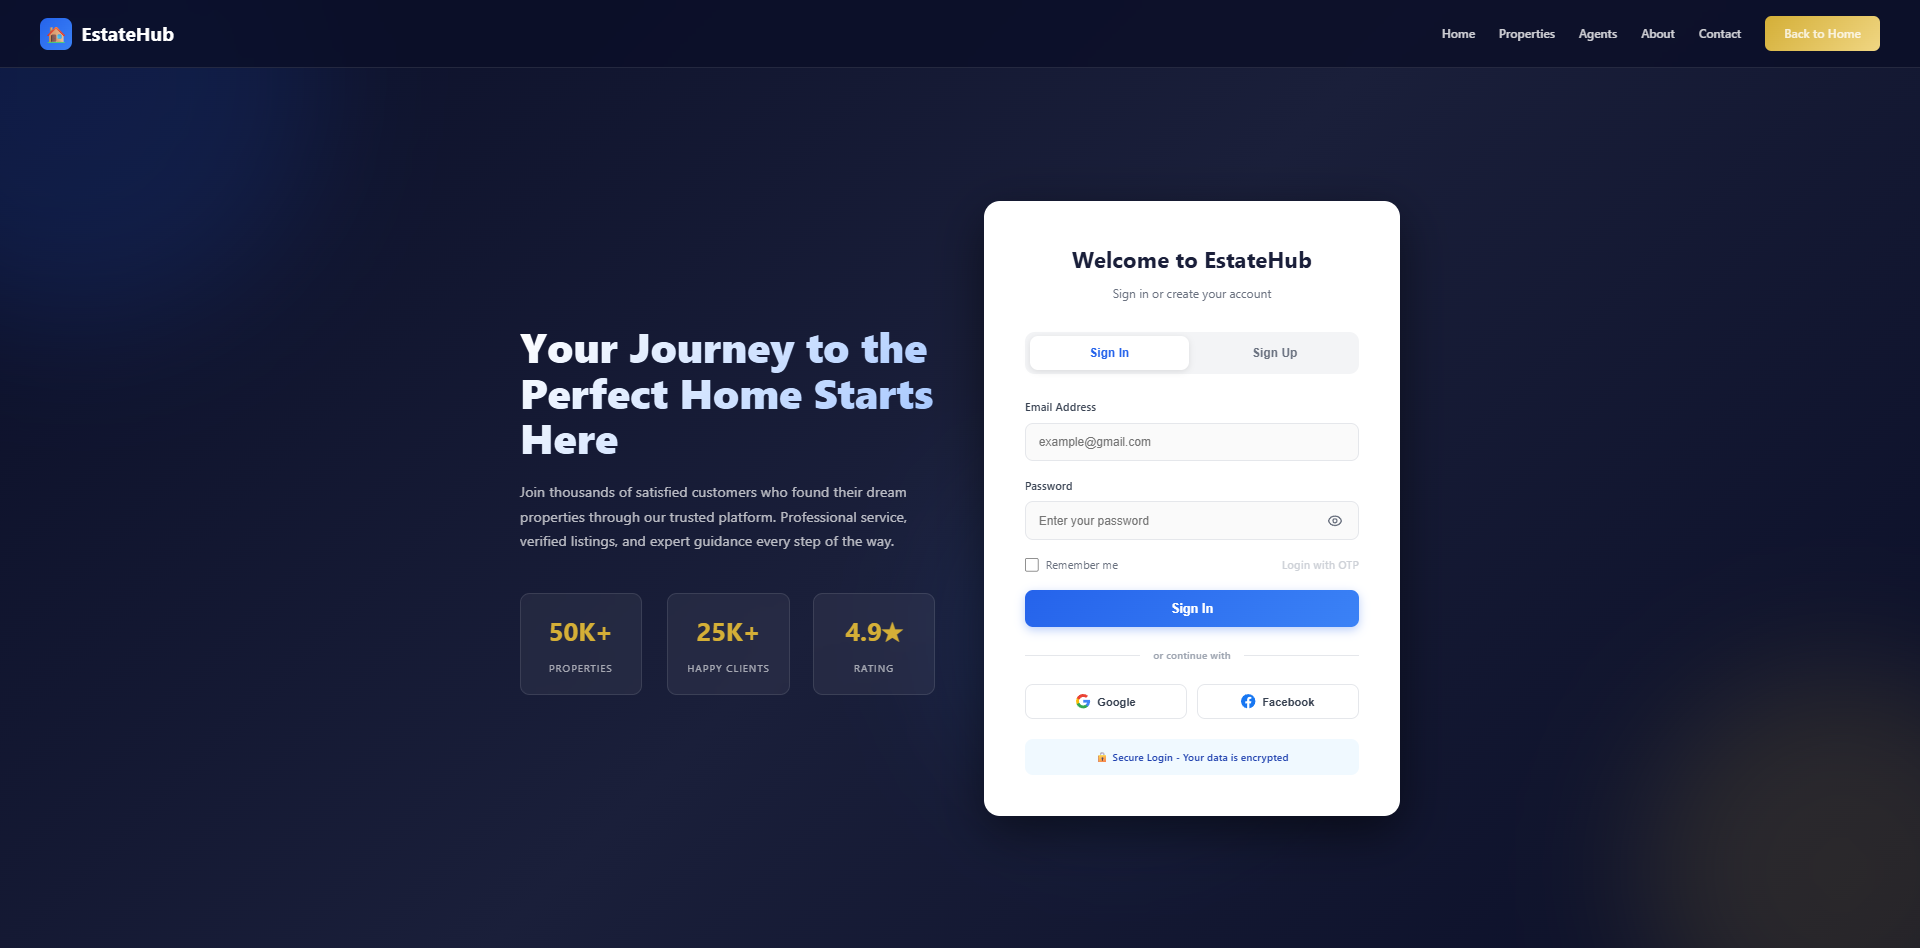 EstateHub
Home
Properties
Agents
About
Contact
Back to Home
Your Journey to the
Perfect Home Starts
Here
Join thousands of satisfied customers who found their dream
properties through our trusted platform. Professional service,
verified listings, and expert guidance every step of the way.
50K+
PROPERTIES
25K+
HAPPY CLIENTS
4.9★
RATING
Welcome to EstateHub
Sign in or create your account
Sign In
Sign Up
Email Address
example@gmail.com
Password
Enter your password
Remember me
Login with OTP
Sign In
or continue with
Google
Facebook
🔒 Secure Login - Your data is encrypted